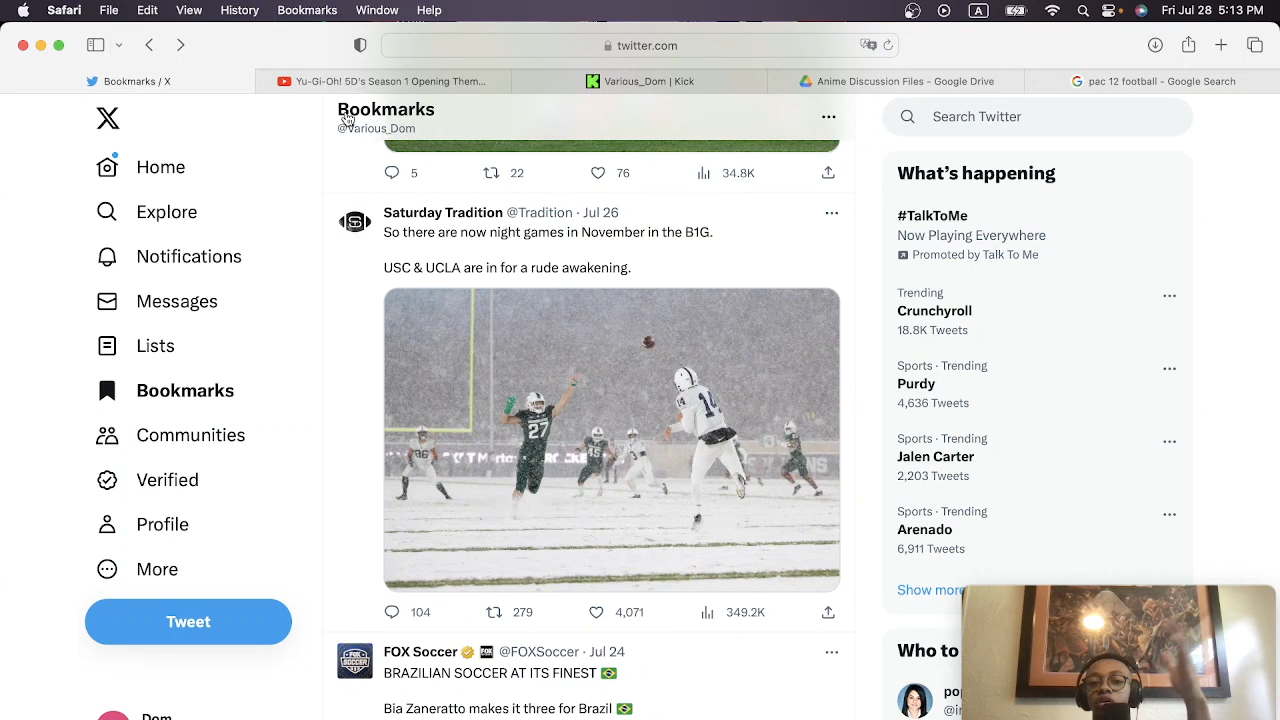 Safari File Edit View History Bookmarks Window Help A Fri Jul 28 5:13 PM
twitter.com
Bookmarks / X Yu-Gi-Oh! 5D's Season 1 Opening Them... Various_Dom | Kick Anime Discussion Files - Google Drive pac 12 football - Google Search
Bookmarks
@Various_Dom
Search Twitter
5 22 76 34.8K
Home
Explore
Notifications
Messages
Lists
Bookmarks
Communities
Verified
Profile
More
Tweet
Dom
Saturday Tradition @Tradition · Jul 26
So there are now night games in November in the B1G.
USC & UCLA are in for a rude awakening.
27
14
86
45
104 279 4,071 349.2K
FOX Soccer FOX @FOXSoccer · Jul 24
FOX
SOCCER
BRAZILIAN SOCCER AT ITS FINEST 🇧🇷
Bia Zaneratto makes it three for Brazil 🇧🇷
What's happening
#TalkToMe
Now Playing Everywhere
Promoted by Talk To Me
Trending
Crunchyroll
18.8K Tweets
Sports · Trending
Purdy
4,636 Tweets
Sports · Trending
Jalen Carter
2,203 Tweets
Sports · Trending
Arenado
6,911 Tweets
Show more
Who to